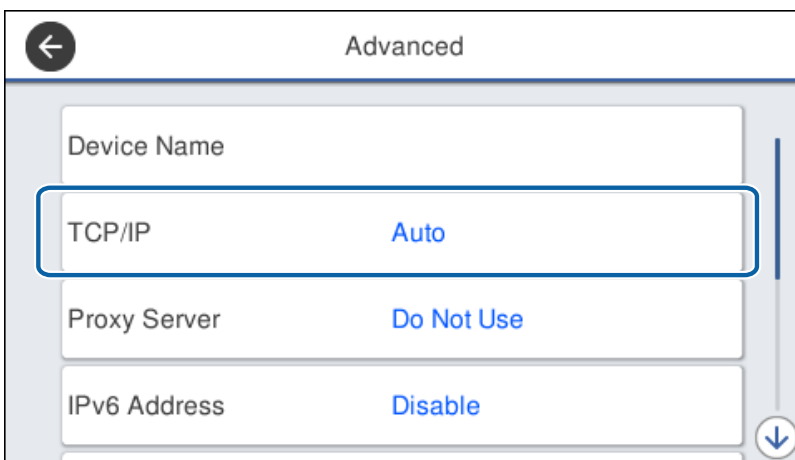 Advanced
Device Name
TCP/IP Auto
Proxy Server Do Not Use
IPv6 Address Disable